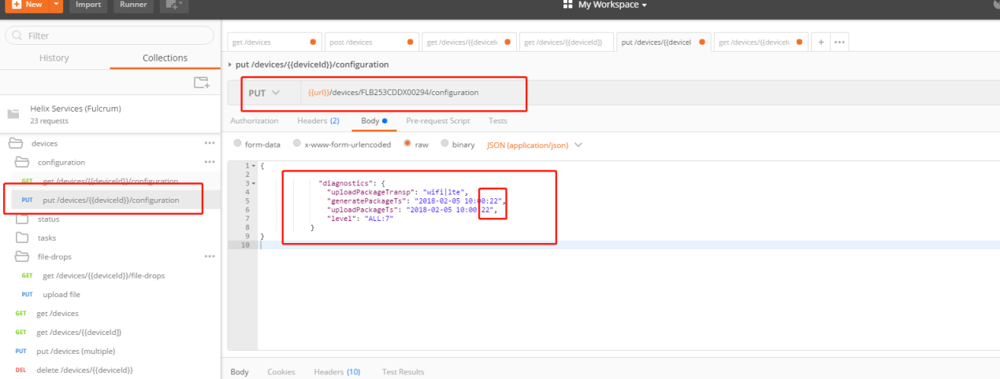 New Import Runner My Workspace
Filter
History Collections
Helix Services (Fulcrum)
23 requests
devices
configuration
GET get /devices/{{deviceId}}/configuration
PUT put /devices/{{deviceId}}/configuration
status
tasks
file-drops
GET get /devices/{{deviceId}}/file-drops
PUT upload file
GET get /devices
GET get /devices/{{deviceId]}
PUT put /devices (multiple)
DEL delete /devices/{{deviceId}}
get /devices post /devices get /devices/{{deviceI get /devices/{{deviceId]} put /devices/{{deviceI get /devices/{{deviceI + •••
put /devices/{{deviceId}}/configuration
PUT {{url}}/devices/FLB253CDDX00294/configuration
Authorization Headers (2) Body Pre-request Script Tests
form-data x-www-form-urlencoded raw binary JSON (application/json)
1 {
2
3 "diagnostics": {
4 "uploadPackageTransp": "wifi|lte",
5 "generatePackageTs": "2018-02-05 10:00:22",
6 "uploadPackageTs": "2018-02-05 10:00:22",
7 "level": "ALL:7"
8 }
9 }
10
Body Cookies Headers (10) Test Results